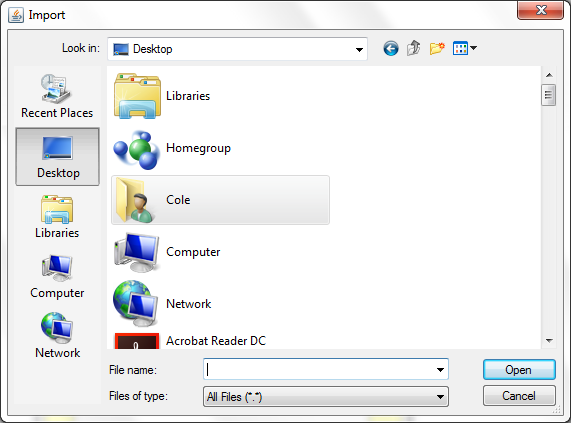 Import
Look in: Desktop
Recent Places
Desktop
Libraries
Computer
Network
Libraries
Homegroup
Cole
Computer
Network
Acrobat Reader DC
File name: Open
Files of type: All Files (*.*) Cancel